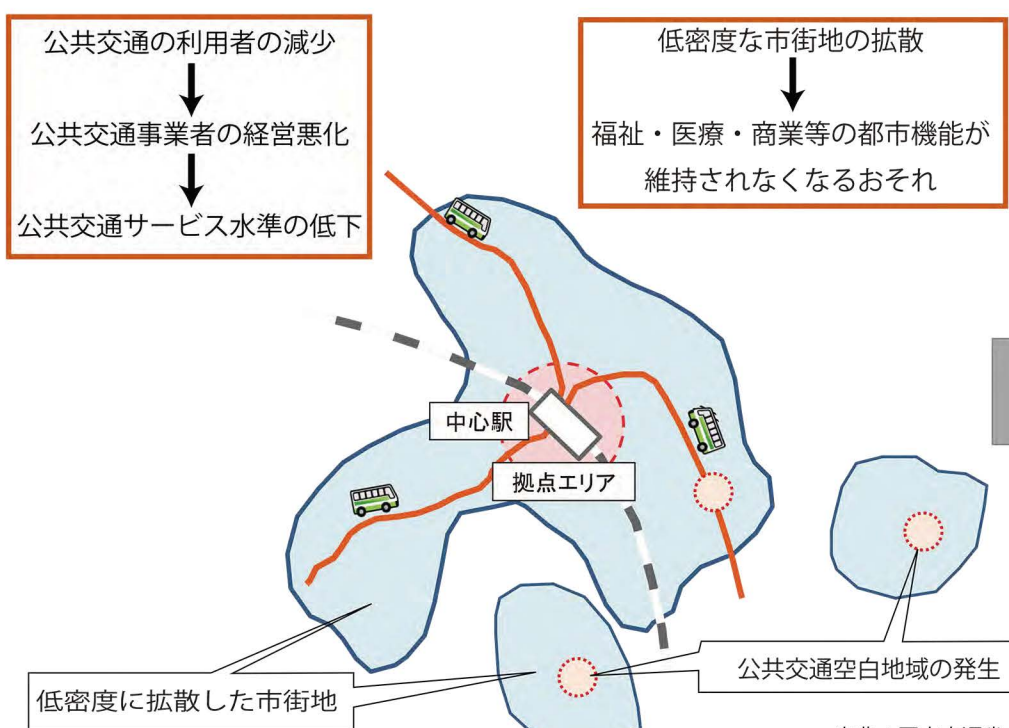 公共交通の利用者の減少
公共交通事業者の経営悪化
公共交通サービス水準の低下
低密度な市街地の拡散
福祉・医療・商業等の都市機能が
維持されなくなるおそれ
中心駅
拠点エリア
公共交通空白地域の発生
低密度に拡散した市街地